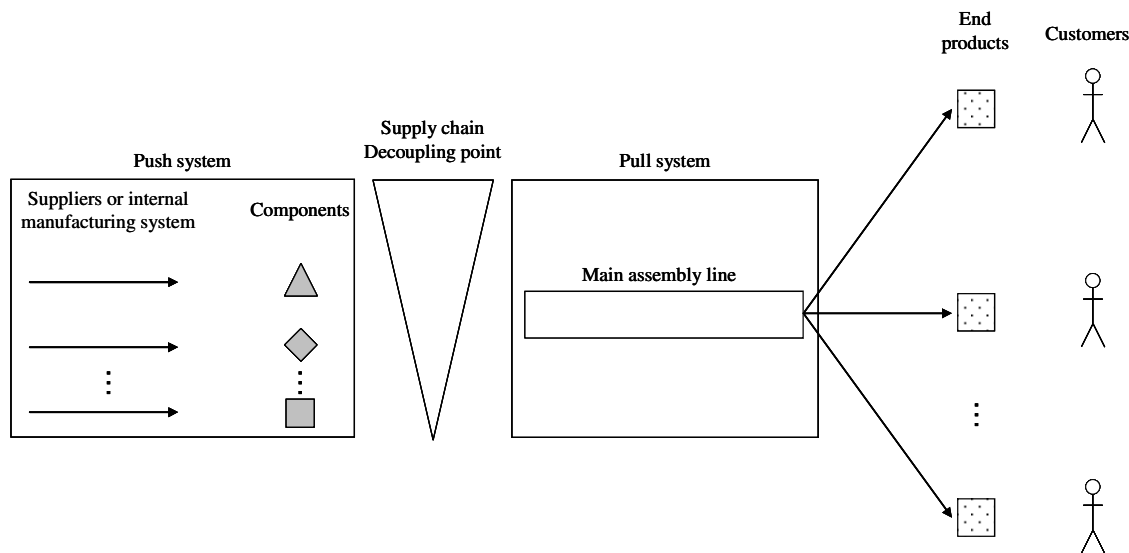 End
products
Customers
Supply chain
Decoupling point
Push system
Pull system
Suppliers or internal
manufacturing system
Components
Main assembly line